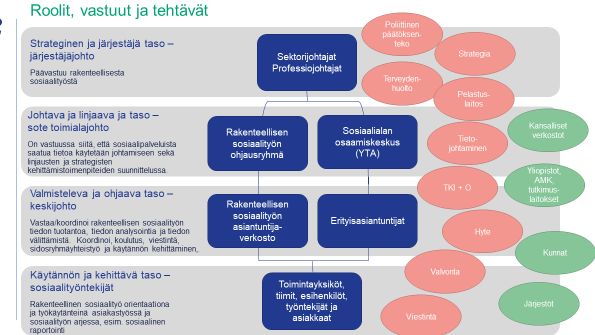 Roolit, vastuut ja tehtävät
Strateginen ja järjestäjä taso –
järjestäjäjohto
Päävastuu rakenteellisesta
sosiaalityöstä
Sektorijohtajat
Professiojohtajat
Poliittinen
päätöksen-
teko
Strategia
Terveyden-
huolto
Pelastus-
laitos
Johtava ja linjaava ja taso –
sote toimialajohto
On vastuussa siitä, että sosiaalipalveluista
saatua tietoa käytetään johtamiseen sekä
linjausten ja strategisten
kehittämistoimenpiteiden suunnittelussa.
Rakenteellisen
sosiaalityön
ohjausryhmä
Sosiaalialan
osaamiskeskus
(YTA)
Tieto-
johtaminen
Kansalliset
verkostot
Valmisteleva ja ohjaava taso –
keskijohto
Vastaa/koordinoi rakenteellisen sosiaalityön
tiedon tuotantoa, tiedon analysointia ja tiedon
välittämistä. Koordinoi, koulutus, viestintä,
sidosryhmäyhteistyö ja käytännön kehittäminen,
Rakenteellisen
sosiaalityön
asiantuntija-
verkosto
Erityisasiantuntijat
TKI + O
Yliopistot,
AMK,
tutkimus-
laitokset
Hyte
Kunnat
Käytännön ja kehittävä taso –
sosiaalityöntekijät
Rakenteellinen sosiaalityö orientaationa
ja työkäytänteinä asiakastyössä ja
sosiaalityön arjessa, esim. sosiaalinen
raportointi
Toimintayksiköt,
tiimit, esihenkilöt,
työntekijät ja
asiakkaat
Valvonta
Viestintä
Järjestöt